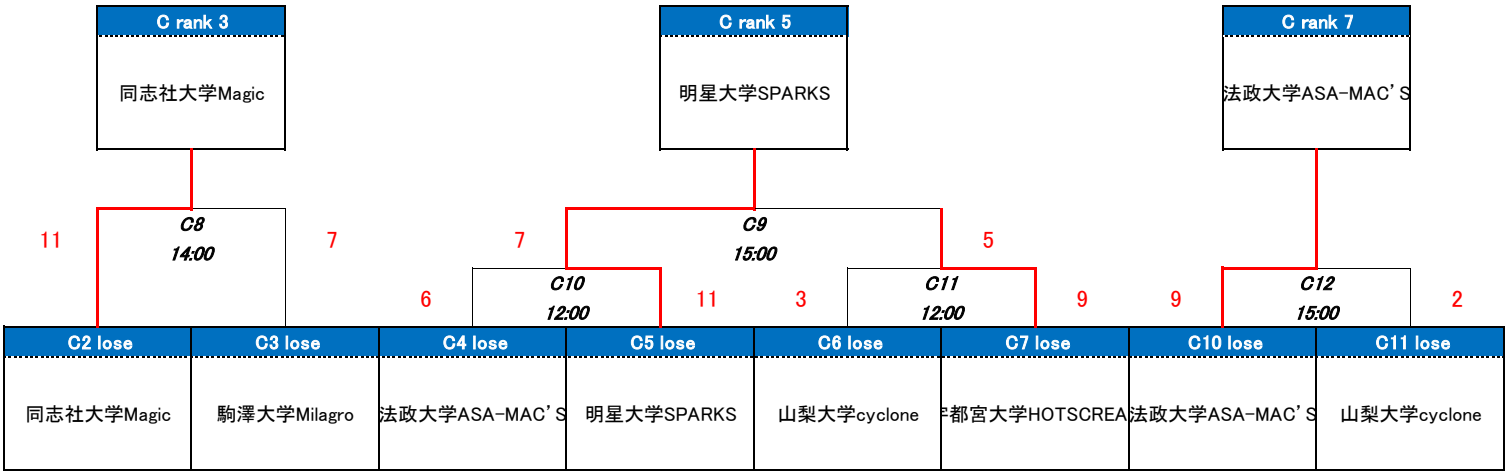 C rank 3
C rank 5
C rank 7
同志社大学Magic
明星大学SPARKS
法政大学ASA-MAC'S
C8
14:00
11
7
C9
15:00
7
5
C10
12:00
6
11
C11
12:00
3
9
C12
15:00
9
2
C2 lose
C3 lose
C4 lose
C5 lose
C6 lose
C7 lose
C10 lose
C11 lose
同志社大学Magic
駒澤大学Milagro
法政大学ASA-MAC'S
明星大学SPARKS
山梨大学cyclone
都宮大学HOTSCREA
法政大学ASA-MAC'S
山梨大学cyclone